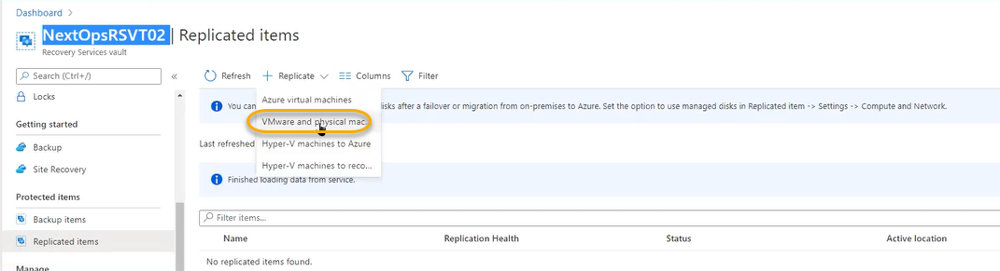 Dashboard >
NextOpsRSVT02 | Replicated items
Recovery Services vault
Search (Ctrl+/)
«
Refresh
Replicate
Columns
Filter
Locks
Azure virtual machines
You can
isks after a failover or migration from on-premises to Azure. Set the option to use managed disks in Replicated item -> Settings -> Compute and Network.
VMware and physical mac...
Getting started
Last refreshed
Hyper-V machines to Azure
Backup
Hyper-V machines to reco...
Site Recovery
Finished loading data from service.
Protected items
Backup items
Filter items...
Replicated items
Name
Replication Health
Status
Active location
No replicated items found.
Manage